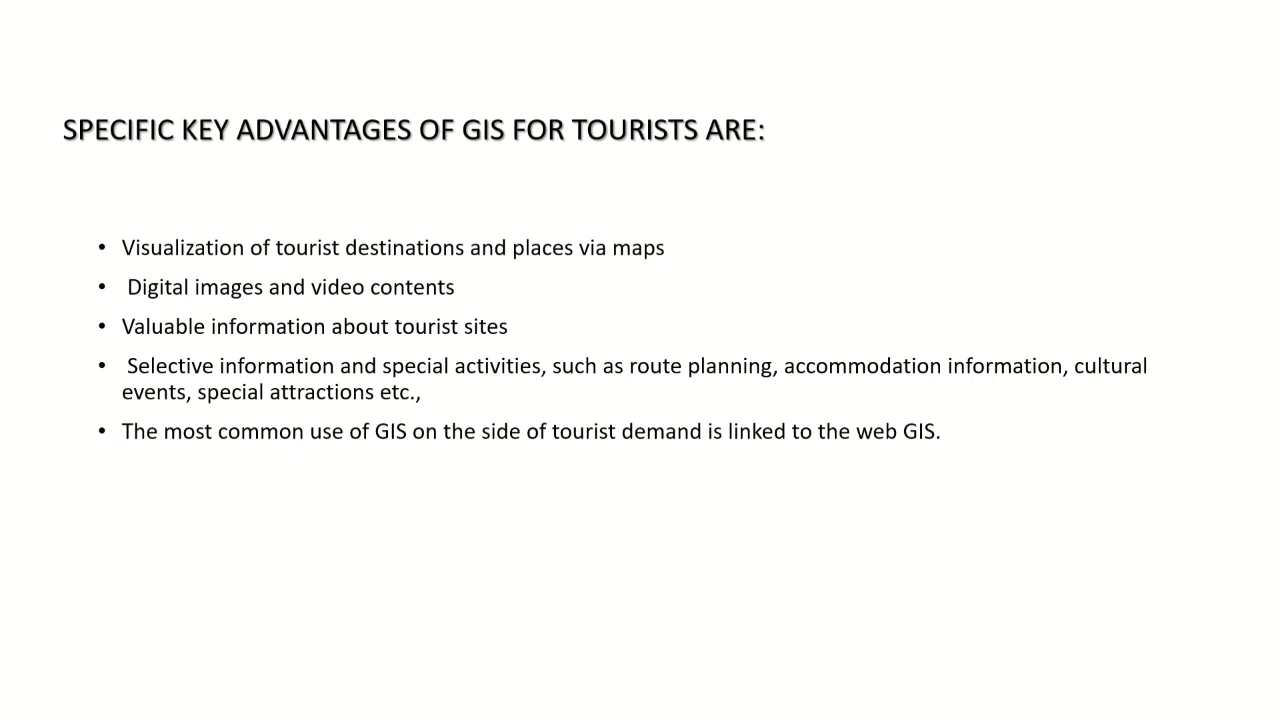 SPECIFIC KEY ADVANTAGES OF GIS FOR TOURISTS ARE:
• Visualization of tourist destinations and places via maps
• Digital images and video contents
• Valuable information about tourist sites
• Selective information and special activities, such as route planning, accommodation information, cultural
events, special attractions etc.,
• The most common use of GIS on the side of tourist demand is linked to the web GIS.